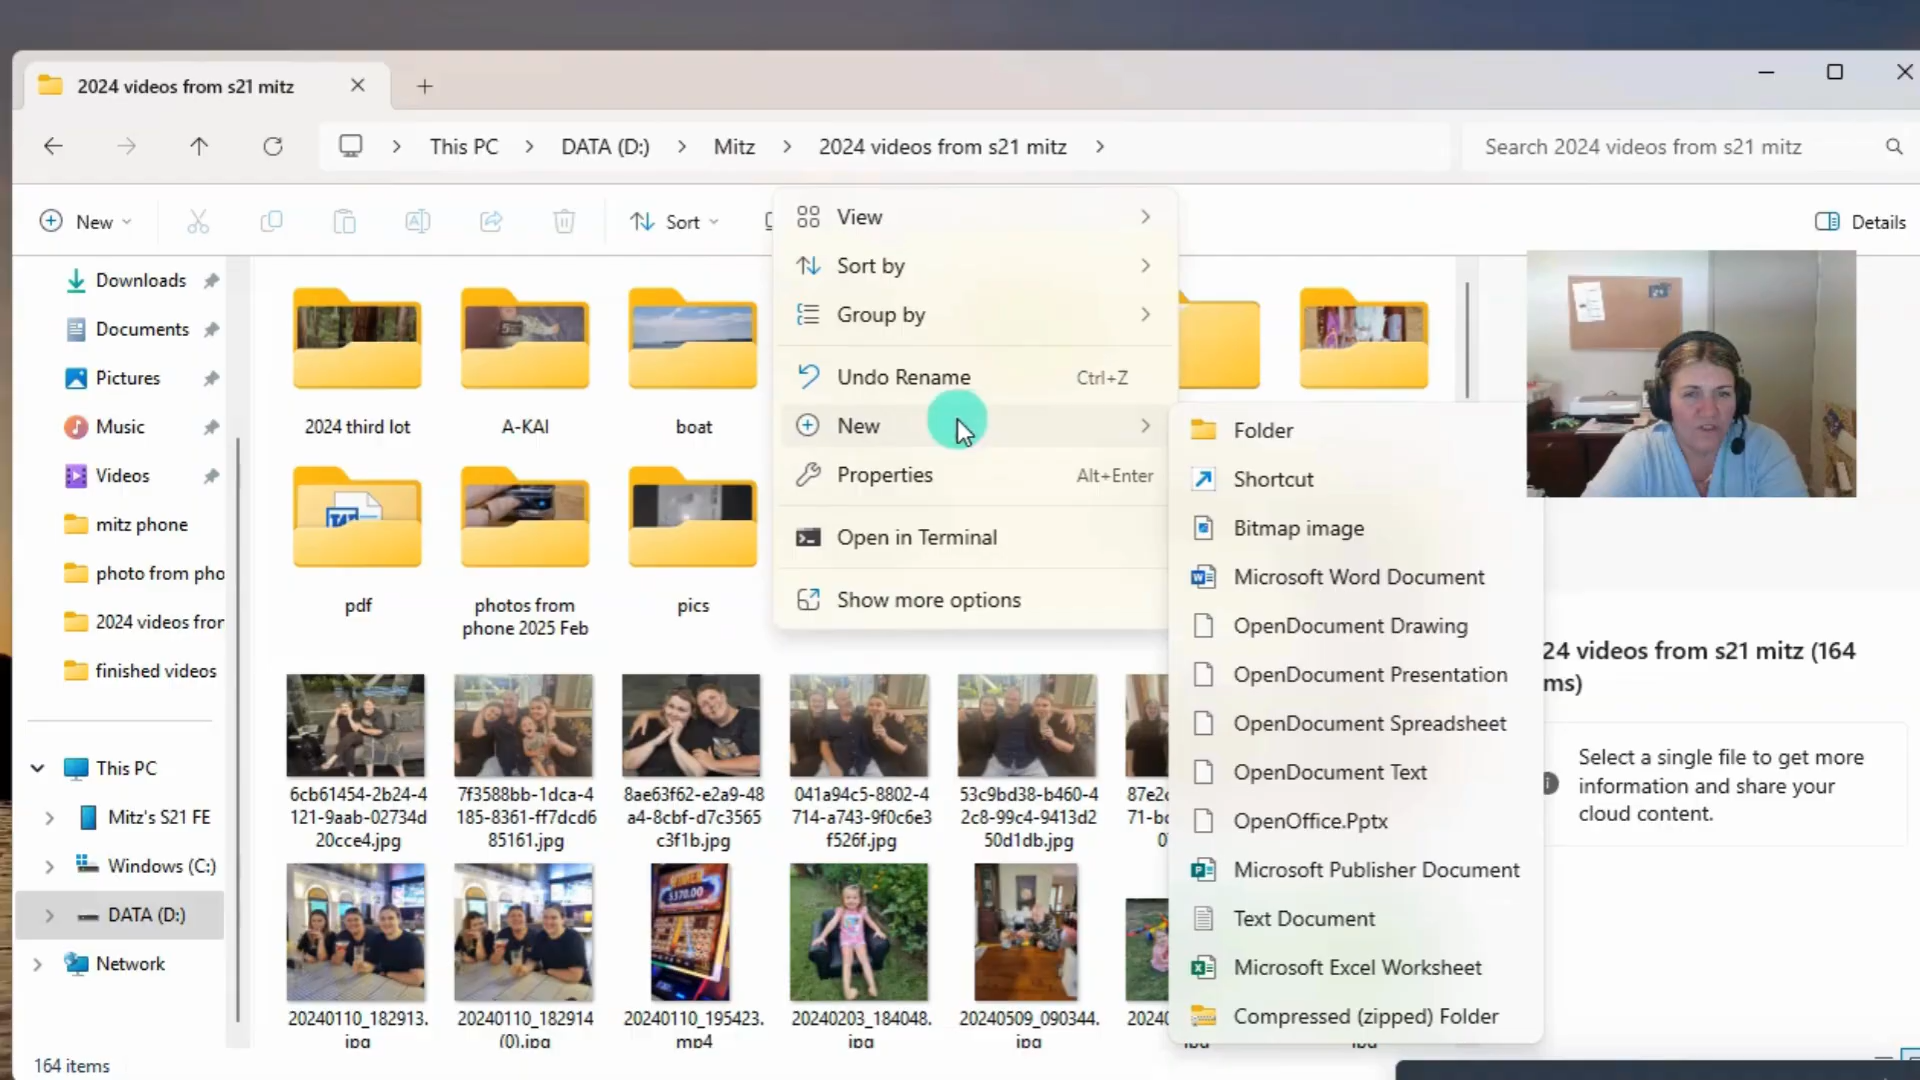 2024 videos from s21 mitz
This PC > DATA (D:) > Mitz > 2024 videos from s21 mitz >
Search 2024 videos from s21 mitz
New
Sort
Details
Downloads
Documents
Pictures
Music
Videos
mitz phone
photo from pho
2024 videos fror
finished videos
This PC
Mitz's S21 FE
Windows (C:)
DATA (D:)
Network
164 items
2024 third lot
A-KAI
boat
pdf
photos from
phone 2025 Feb
pics
6cb61454-2b24-4
121-9aab-02734d
20cce4.jpg
7f3588bb-1dca-4
185-8361-ff7dcd6
85161.jpg
8ae63f62-e2a9-48
a4-8cbf-d7c3565
c3f1b.jpg
041a94c5-8802-4
714-a743-9f0c6e3
f526f.jpg
53c9bd38-b460-4
2c8-99c4-9413d2
50d1db.jpg
20240110_182913.
jpg
20240110_182914
(0).jpg
20240110_195423.
mp4
20240203_184048.
jpg
20240509_090344.
jpg
View
Sort by
Group by
Undo Rename Ctrl+Z
New
Properties Alt+Enter
Open in Terminal
Show more options
Folder
Shortcut
Bitmap image
Microsoft Word Document
OpenDocument Drawing
OpenDocument Presentation
OpenDocument Spreadsheet
OpenDocument Text
OpenOffice.Pptx
Microsoft Publisher Document
Text Document
Microsoft Excel Worksheet
Compressed (zipped) Folder
24 videos from s21 mitz (164
ms)
Select a single file to get more
information and share your
cloud content.